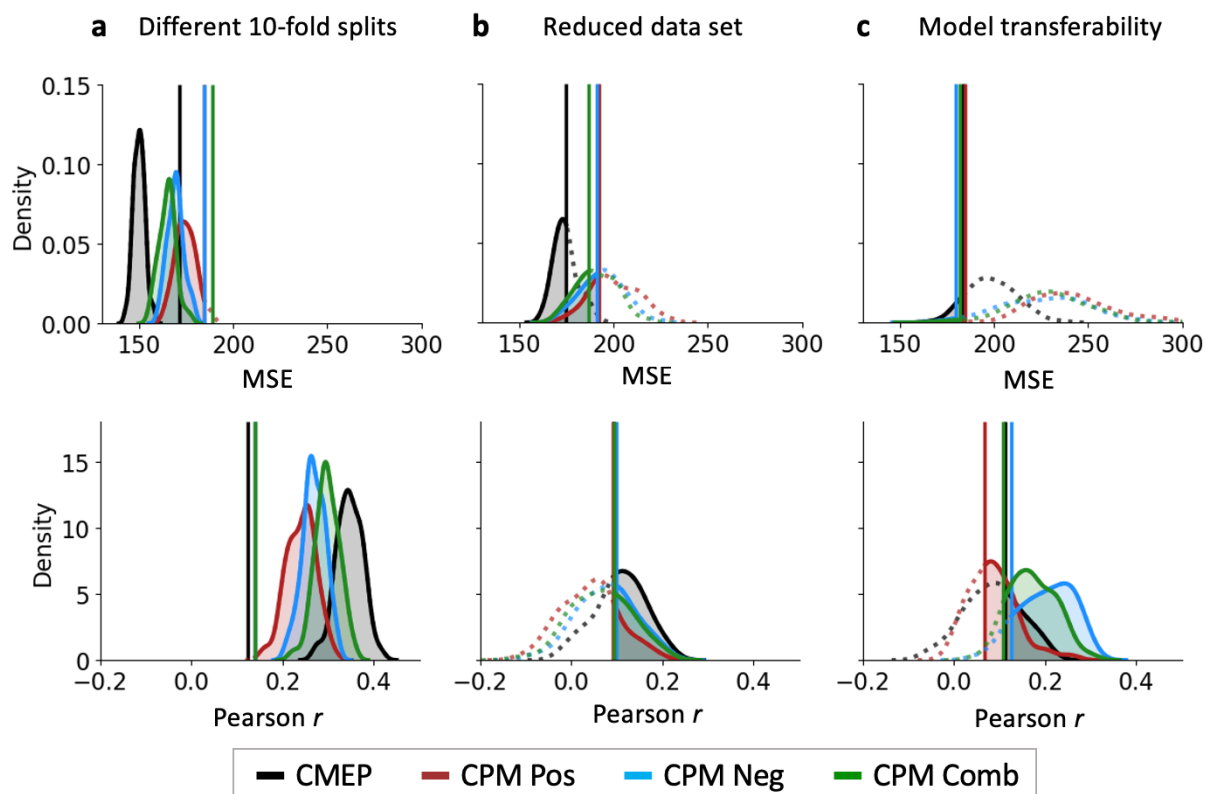 a Different 10-fold splits
b Reduced data set
c Model transferability
Density
0.15
0.10
0.05
0.00
150 200 250 300
MSE
150 200 250 300
MSE
150 200 250 300
MSE
Density
15
10
5
0
−0.2 0.0 0.2 0.4
Pearson r
−0.2 0.0 0.2 0.4
Pearson r
−0.2 0.0 0.2 0.4
Pearson r
CMEP CPM Pos CPM Neg CPM Comb